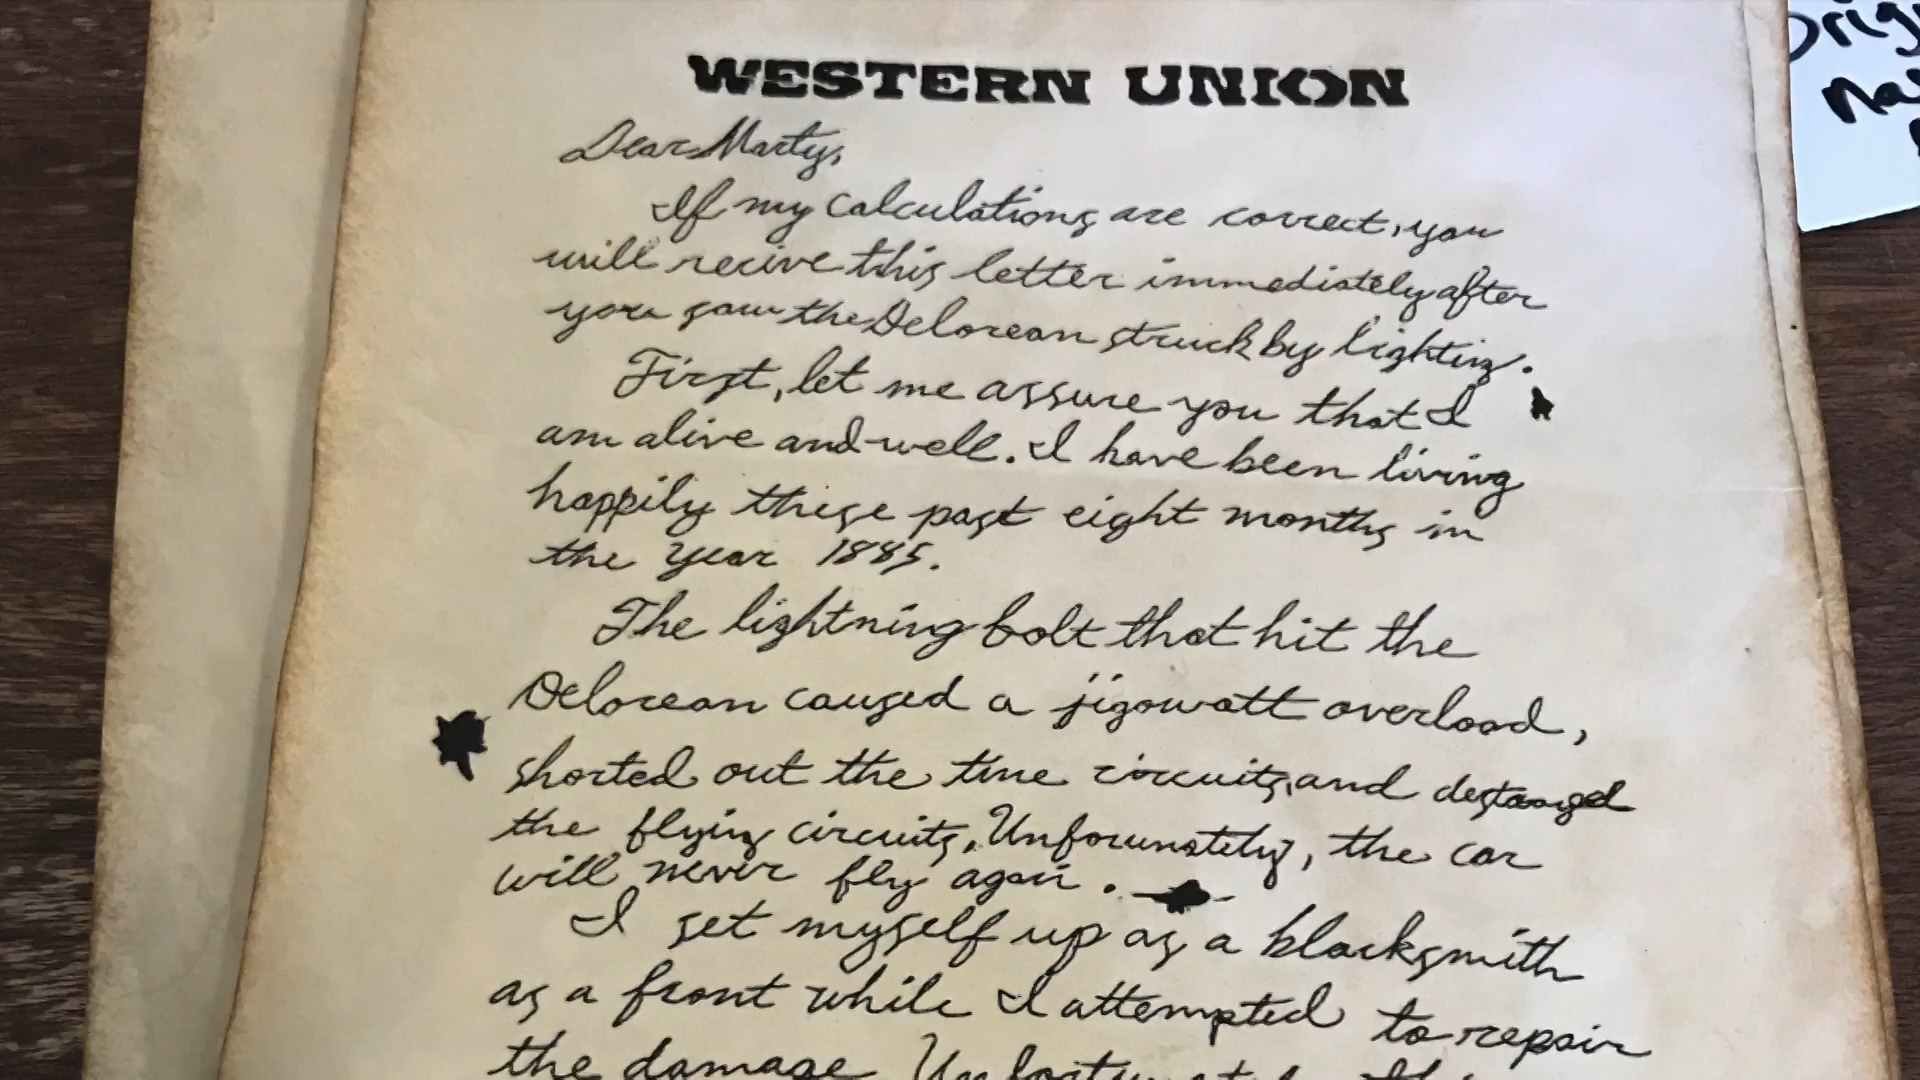 WESTERN UNION
Dear Marty,
If my calculations are correct, you
will recive this letter immediately after
you saw the Delorean struck by lighting.
First, let me assure you that I
am alive and well. I have been living
happily these past eight months in
the year 1885.
The lightning bolt that hit the
Delorean caused a jigowatt overload,
shorted out the time circuits, and
the flying circuits. Unforunately, the car
will never fly again.
I set myself up as a blacksmith
as a front while I attempted to repair
the damage.